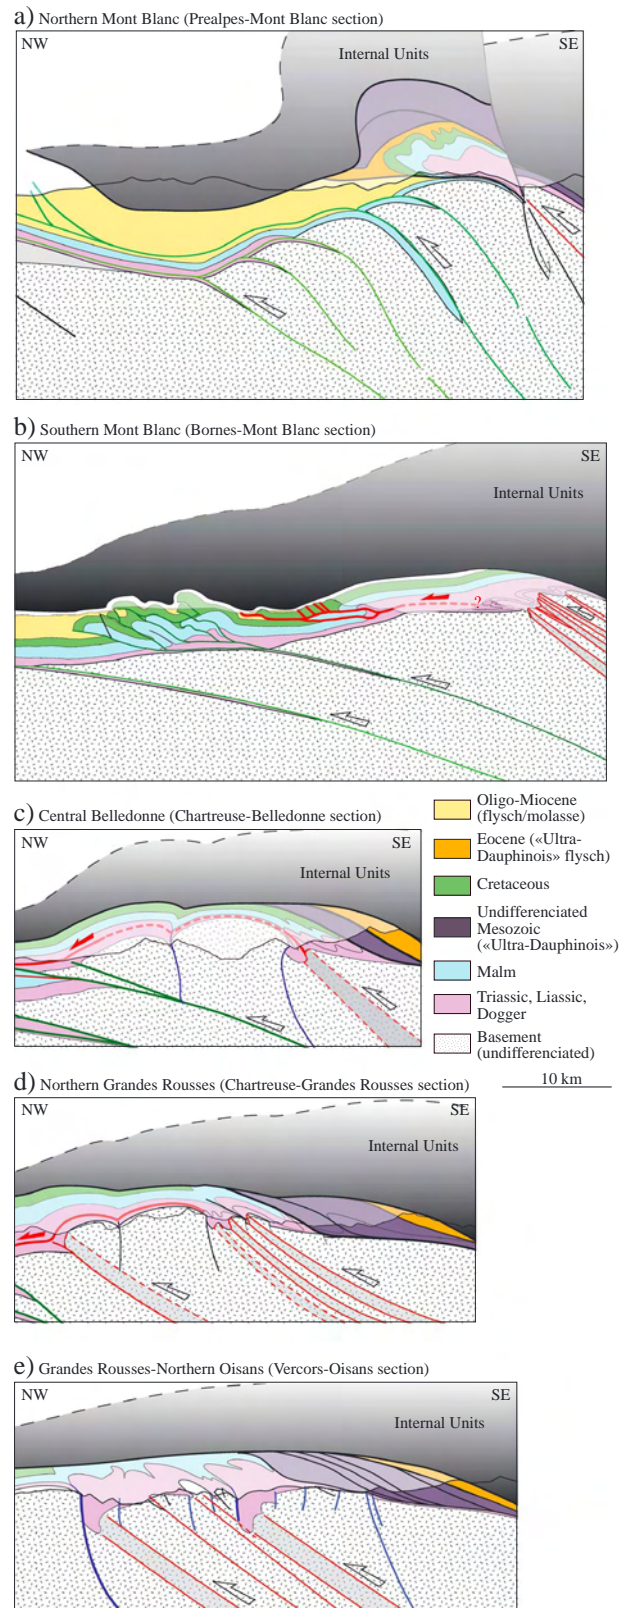 a) Northern Mont Blanc (Prealpes-Mont Blanc section)
NW
SE
Internal Units
b) Southern Mont Blanc (Bornes-Mont Blanc section)
NW
SE
Internal Units
?
c) Central Belledonne (Chartreuse-Belledonne section)
NW
SE
Internal Units
Oligo-Miocene
(flysch/molasse)
Eocene («Ultra-
Dauphinois» flysch)
Cretaceous
Undifferenciated
Mesozoic
(«Ultra-Dauphinois»)
Malm
Triassic, Liassic,
Dogger
Basement
(undifferenciated)
d) Northern Grandes Rousses (Chartreuse-Grandes Rousses section)
10 km
NW
SE
Internal Units
e) Grandes Rousses-Northern Oisans (Vercors-Oisans section)
NW
SE
Internal Units